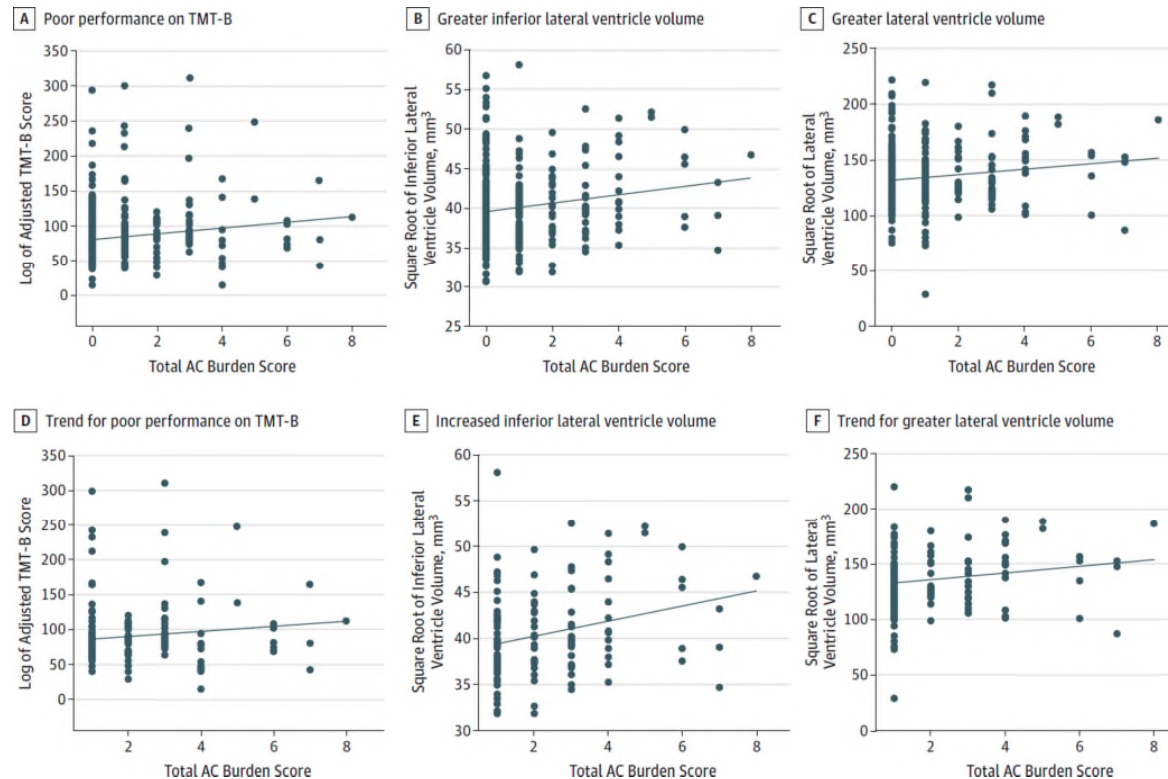 A Poor performance on TMT-B
350
300
250
200
150
100
50
0
Log of Adjusted TMT-B Score
0 2 4 6 8
Total AC Burden Score
B Greater inferior lateral ventricle volume
60
55
50
45
40
35
30
25
Square Root of Inferior Lateral
Ventricle Volume, mm³
0 2 4 6 8
Total AC Burden Score
C Greater lateral ventricle volume
250
200
150
100
50
0
Square Root of Lateral
Ventricle Volume, mm³
0 2 4 6 8
Total AC Burden Score
D Trend for poor performance on TMT-B
350
300
250
200
150
100
50
0
Log of Adjusted TMT-B Score
2 4 6 8
Total AC Burden Score
E Increased inferior lateral ventricle volume
60
55
50
45
40
35
30
Square Root of Inferior Lateral
Ventricle Volume, mm³
2 4 6 8
Total AC Burden Score
F Trend for greater lateral ventricle volume
250
200
150
100
50
0
Square Root of Lateral
Ventricle Volume, mm³
2 4 6 8
Total AC Burden Score